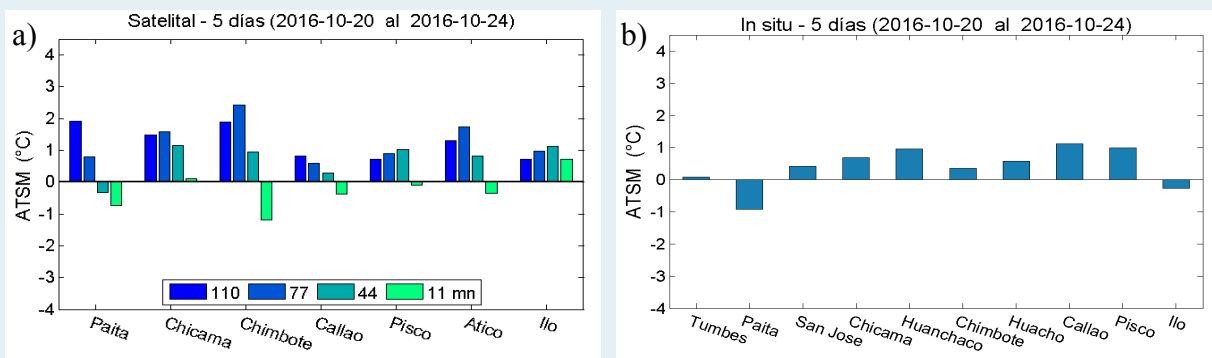 a)
Satelital - 5 días (2016-10-20 al 2016-10-24)
ATSM (°C)
4
3
2
1
0
-1
-2
-3
-4
110 77 44 11 mn
Paita Chicama Chimbote Callao Pisco Atico Ilo
b)
In situ - 5 días (2016-10-20 al 2016-10-24)
ATSM (°C)
4
3
2
1
0
-1
-2
-3
-4
Tumbes Paita San Jose Chicama Huanchaco Chimbote Huacho Callao Pisco Ilo